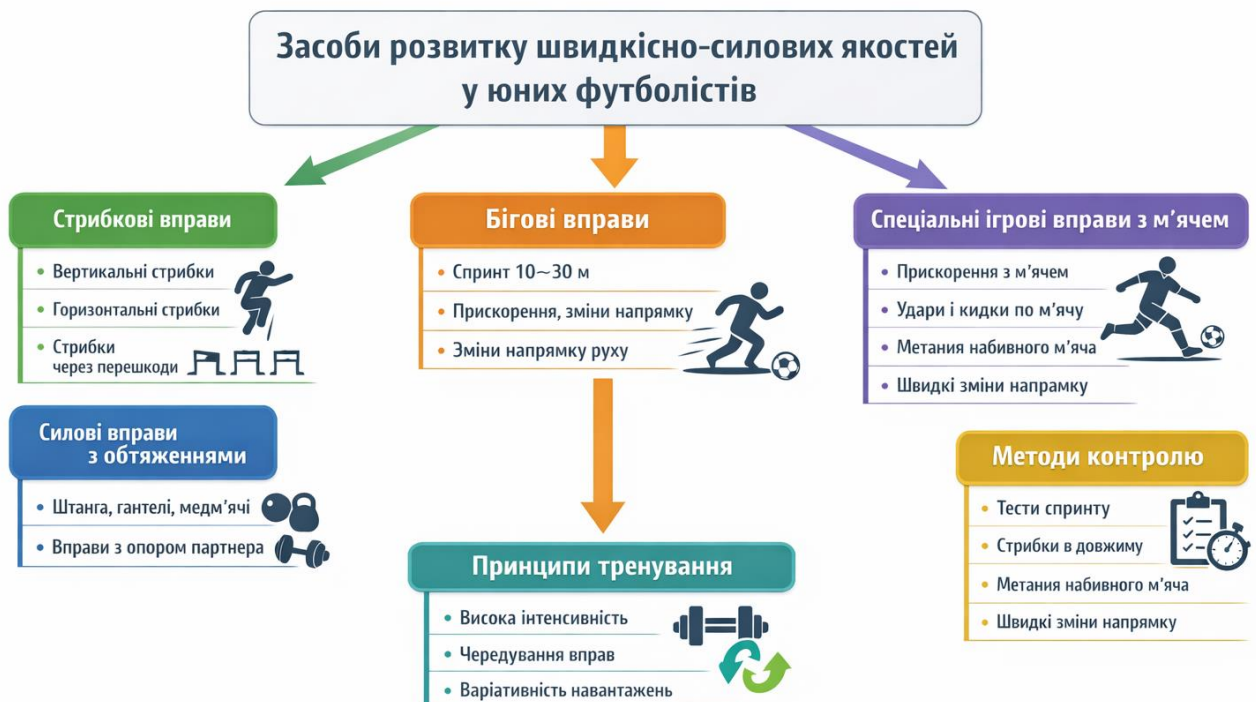 Засоби розвитку швидкісно-силових якостей
у юних футболістів
Стрибкові вправи
• Вертикальні стрибки
• Горизонтальні стрибки
• Стрибки
через перешкоди
Бігові вправи
• Спринт 10~30 м
• Прискорення, зміни напрямку
• Зміни напрямку руху
Спеціальні ігрові вправи з м'ячем
• Прискорення з м'ячем
• Удари і кидки по м'ячу
• Метания набивного м'яча
• Швидкі зміни напрамку
Силові вправи
з обтяженнями
• Штанга, гантелі, медм'ячі
• Вправи з опором партнера
Принципи тренування
• Висока інтенсивність
• Чередування вправ
• Варіативність навантажень
Методи контролю
• Тести спринту
• Стрибки в довжиму
• Метания набивного м'яча
• Швидкі зміни напрямку